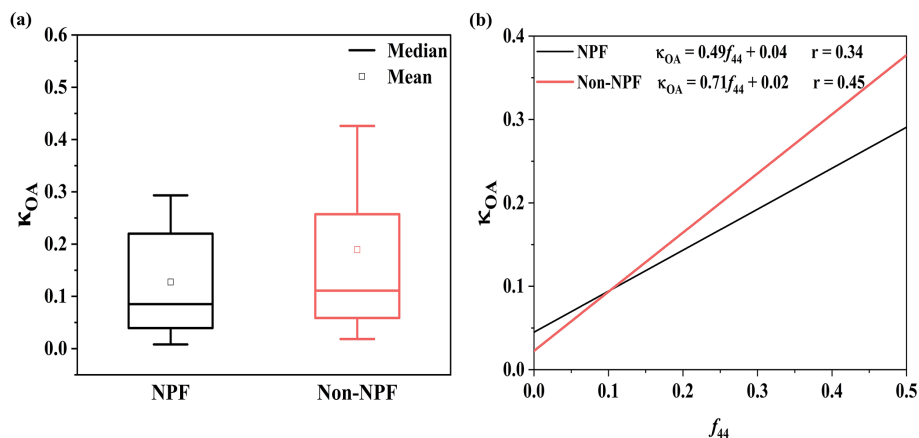 (a)
0.6
0.5
0.4
0.3
0.2
0.1
0.0
κOA
Median
Mean
NPF
Non-NPF
(b)
0.4
0.3
0.2
0.1
0.0
κOA
NPF κOA = 0.49f44 + 0.04 r = 0.34
Non-NPF κOA = 0.71f44 + 0.02 r = 0.45
0.0 0.1 0.2 0.3 0.4 0.5
f44